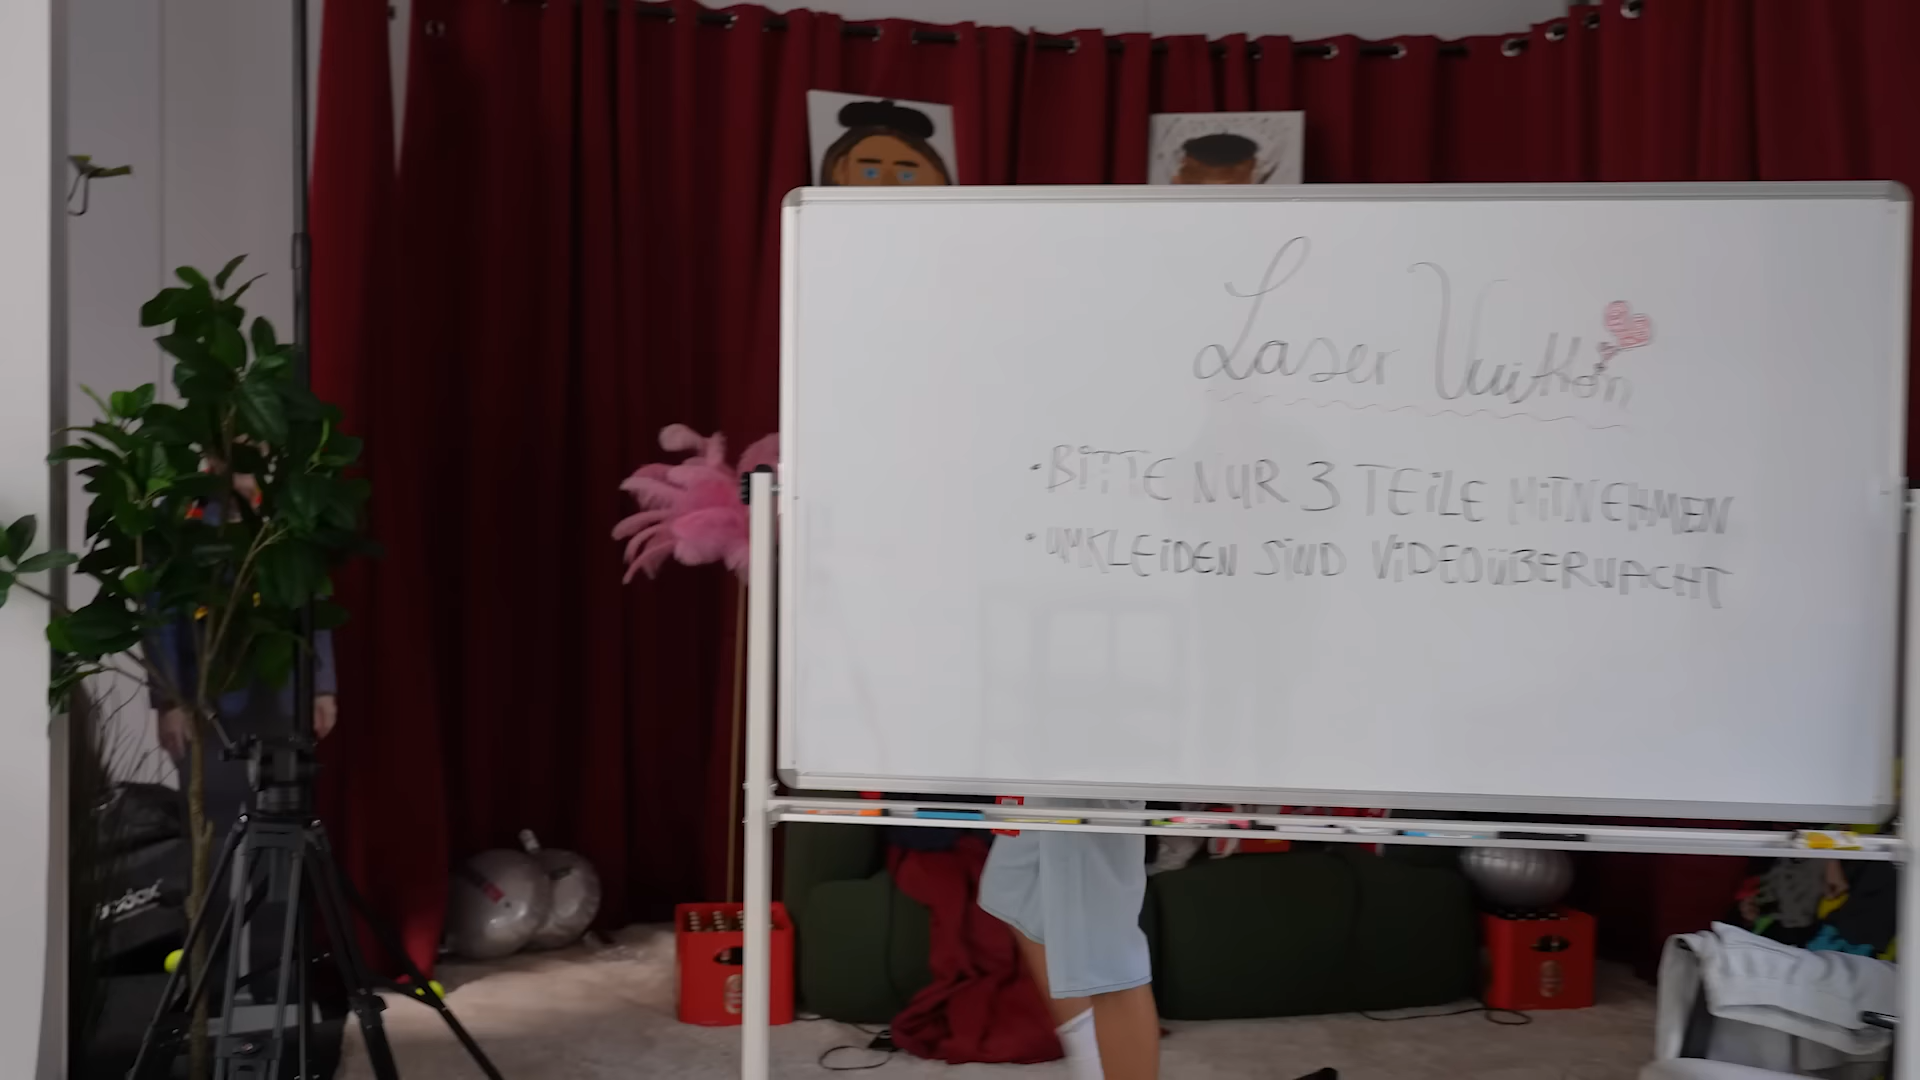 Laser Vuitton
• BITTE NUR 3 TEILE MITNEHMEN
• UMKLEIDEN SIND VIDEOÜBERWACHT